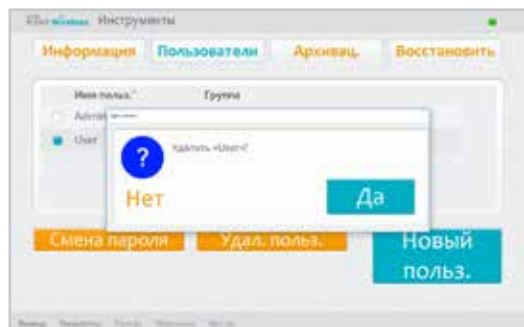 Инструменты
Информация Пользователи Архивац. Восстановить
Имя польз. Группа
Admin
User
Удалить «User»?
Нет Да
Смена пароля Удал. польз. Новый
польз.